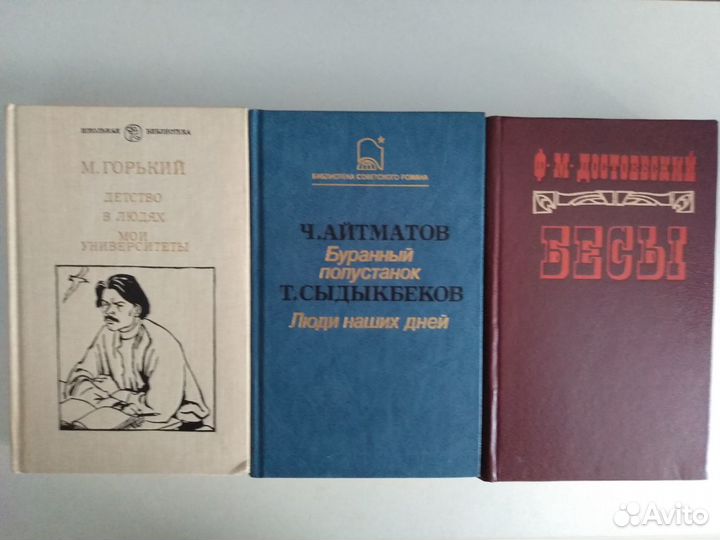 ШКОЛЬНАЯ БИБЛИОТЕКА
М. ГОРЬКИЙ
ДЕТСТВО
В ЛЮДЯХ
МОИ
УНИВЕРСИТЕТЫ
БИБЛИОТЕКА СОВЕТСКОГО РОМАНА
Ч. АЙТМАТОВ
Буранный
полустанок
Т. СЫДЫКБЕКОВ
Люди наших дней
Ф·М·ДОСТОЕВСКИЙ
БЕСЫ
Avito